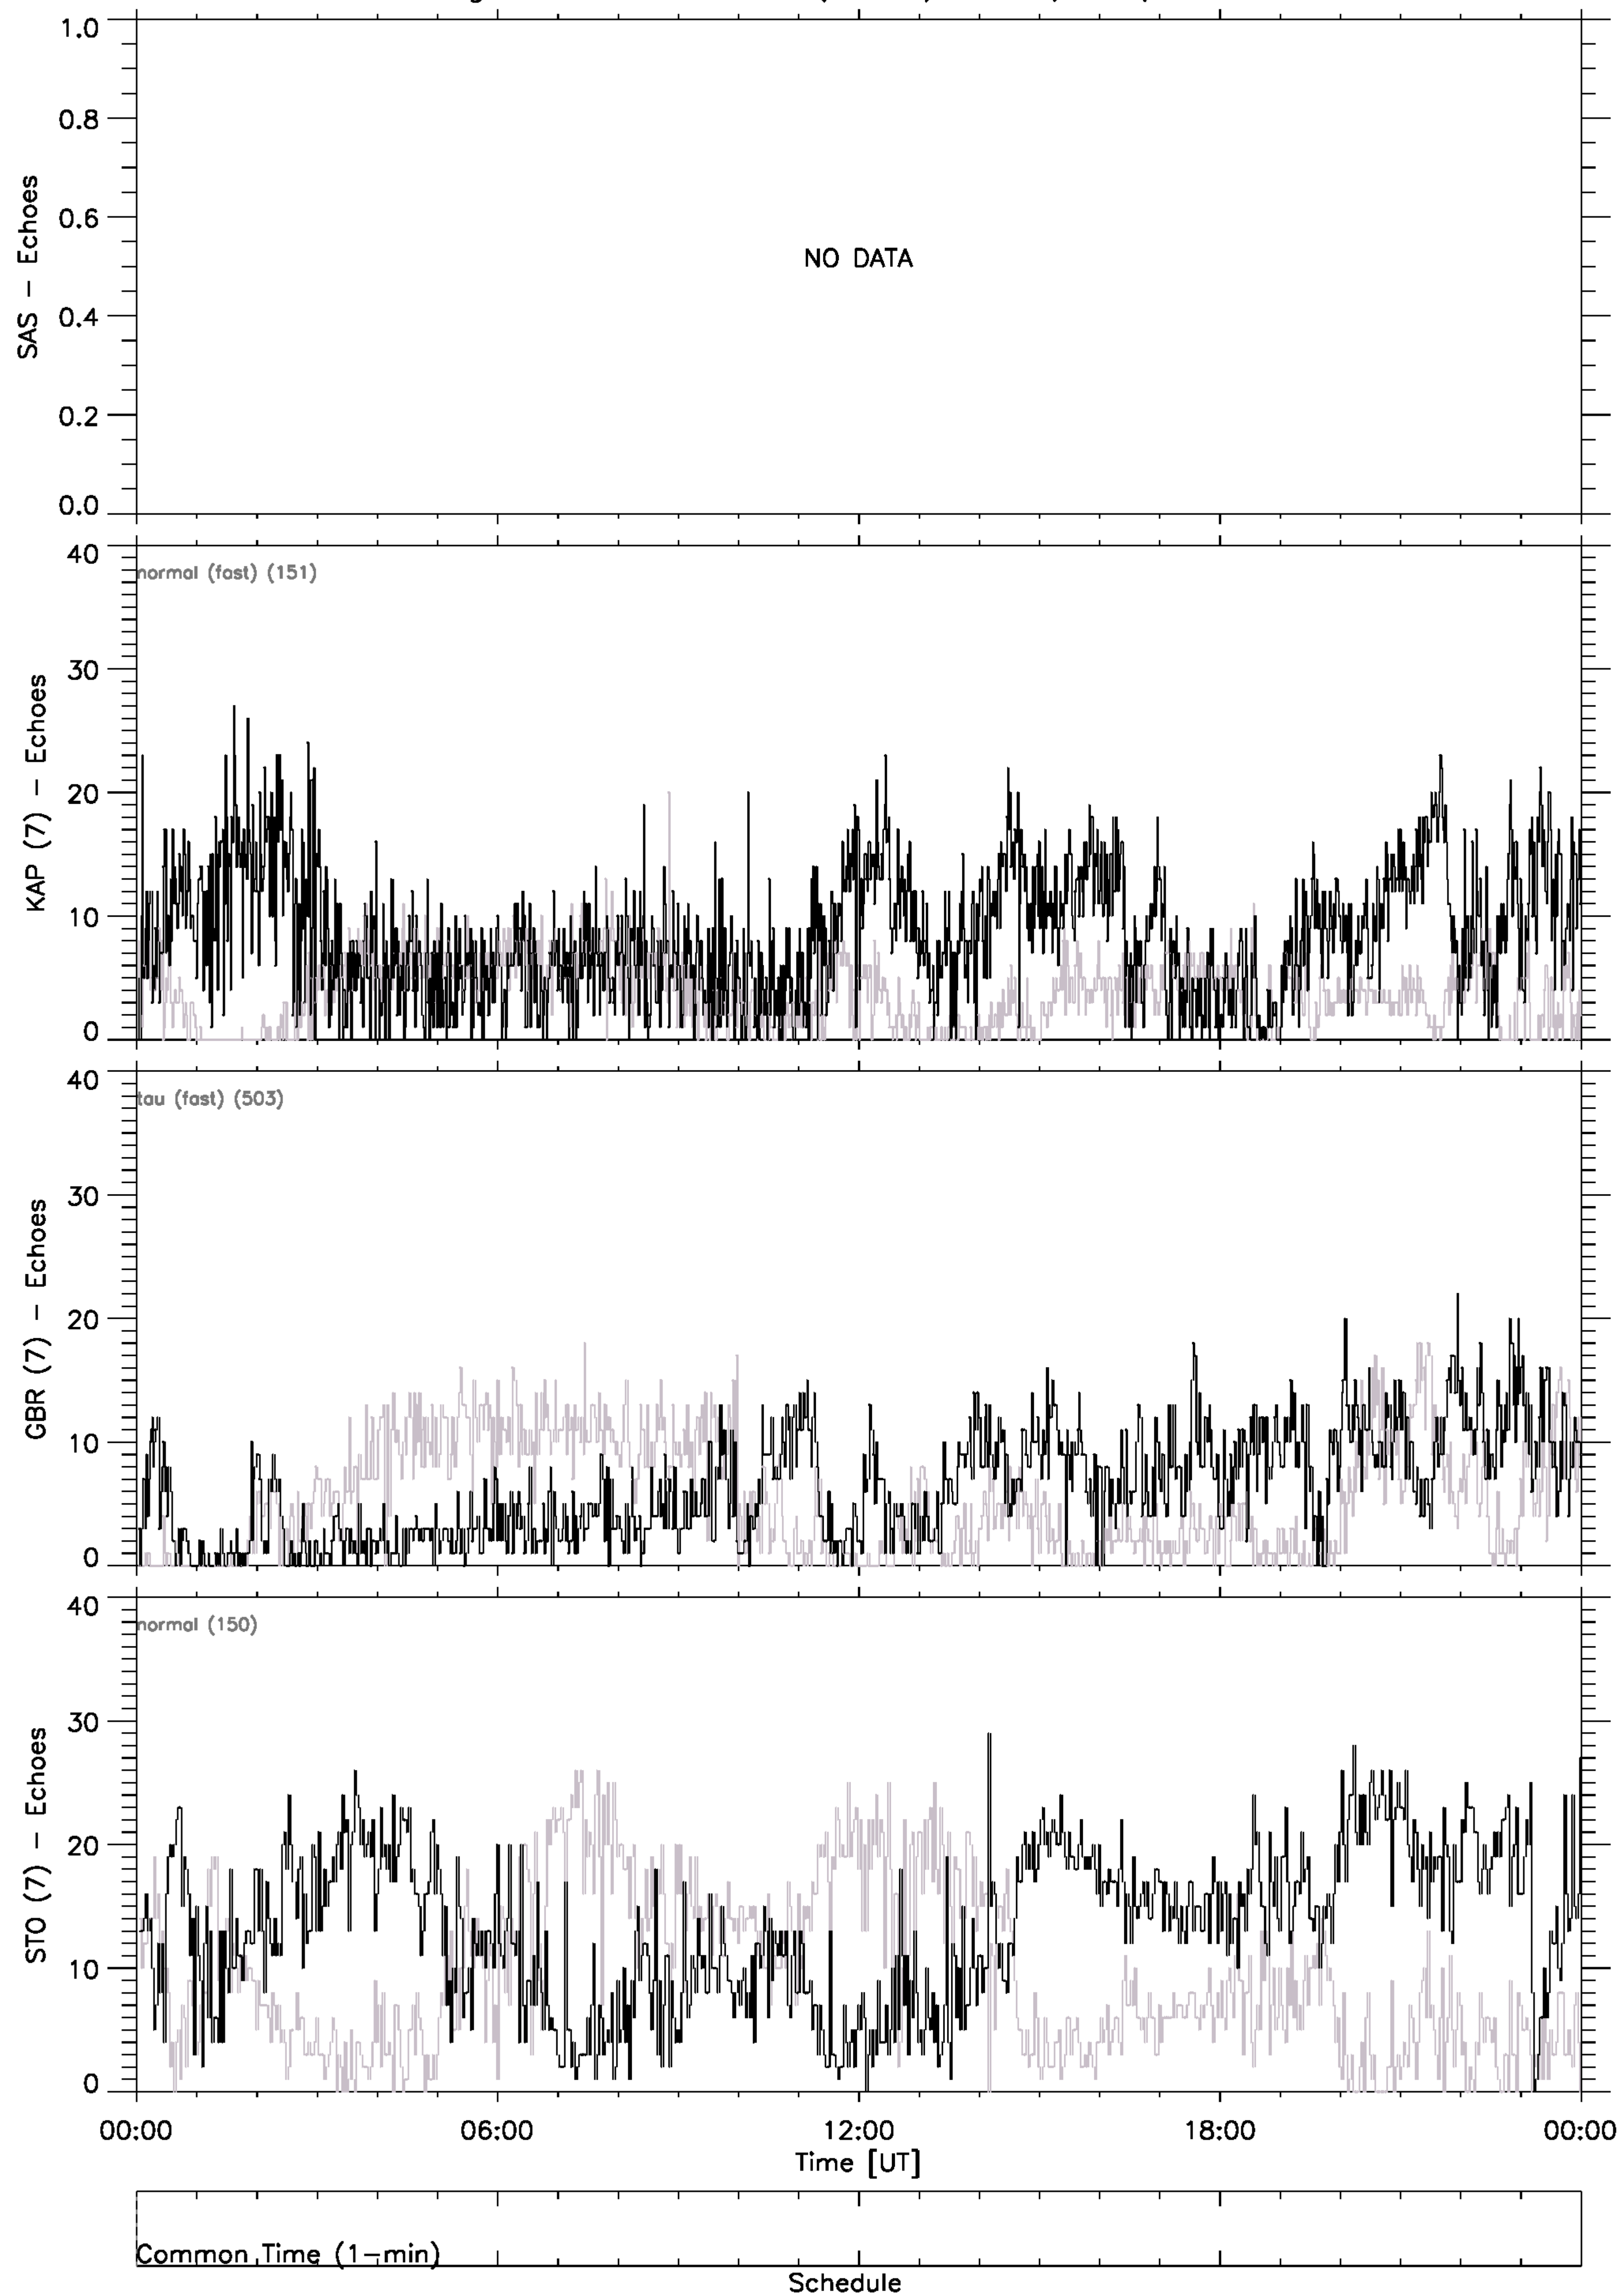 1.0
0.8
0.6
0.4
0.2
0.0
SAS - Echoes
NO DATA
40
30
20
10
0
KAP (7) - Echoes
normal (fast) (151)
40
30
20
10
0
GBR (7) - Echoes
tau (fast) (503)
40
30
20
10
0
STO (7) - Echoes
normal (150)
00:00 06:00 12:00 18:00 00:00
Time [UT]
Common Time (1-min)
Schedule